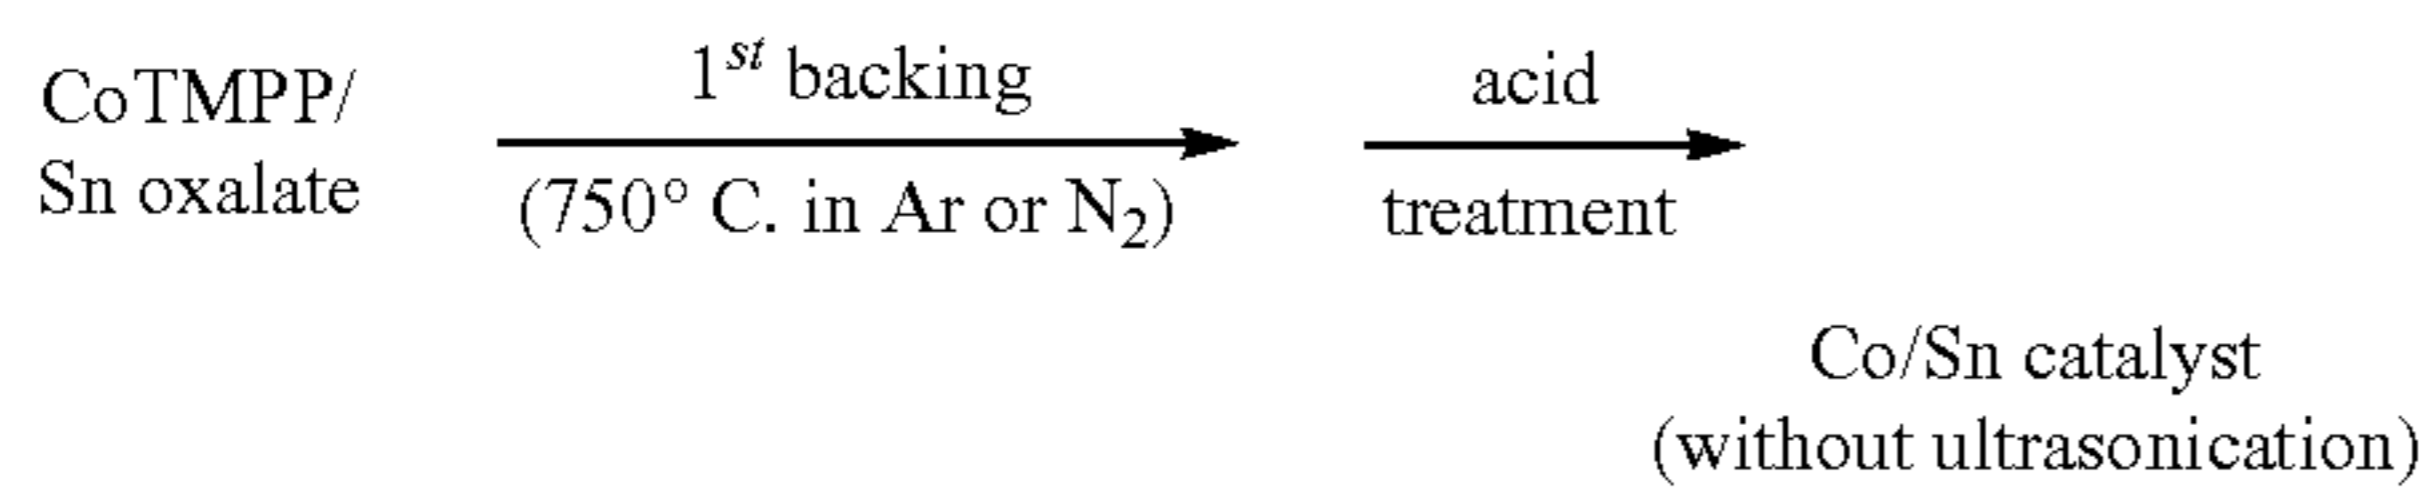 CoTMPP/
Sn oxalate
1st backing
(750° C. in Ar or N2)
acid
treatment
Co/Sn catalyst
(without ultrasonication)